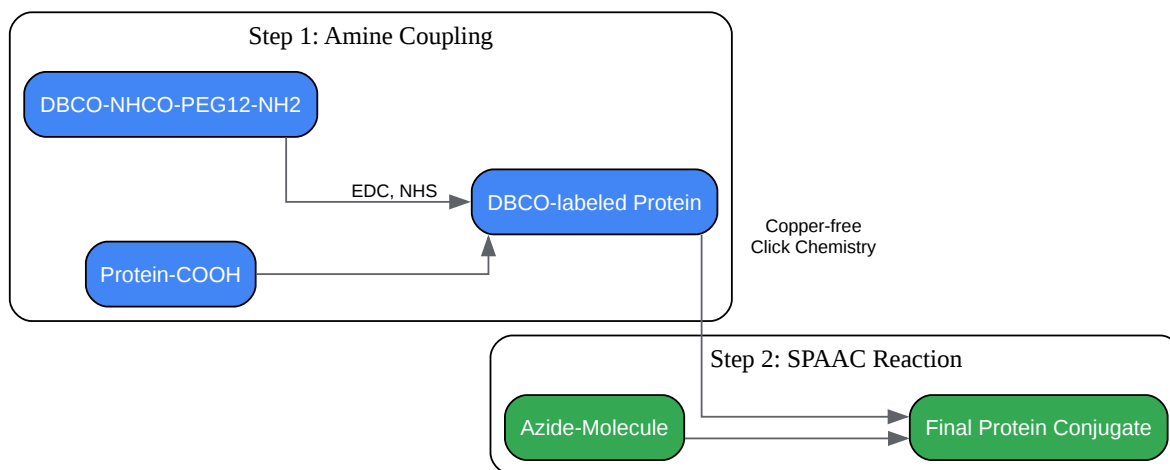 Step 1: Amine Coupling
DBCO-NHCO-PEG12-NH2
EDC, NHS
DBCO-labeled Protein
Protein-COOH
Copper-free
Click Chemistry
Step 2: SPAAC Reaction
Azide-Molecule
Final Protein Conjugate